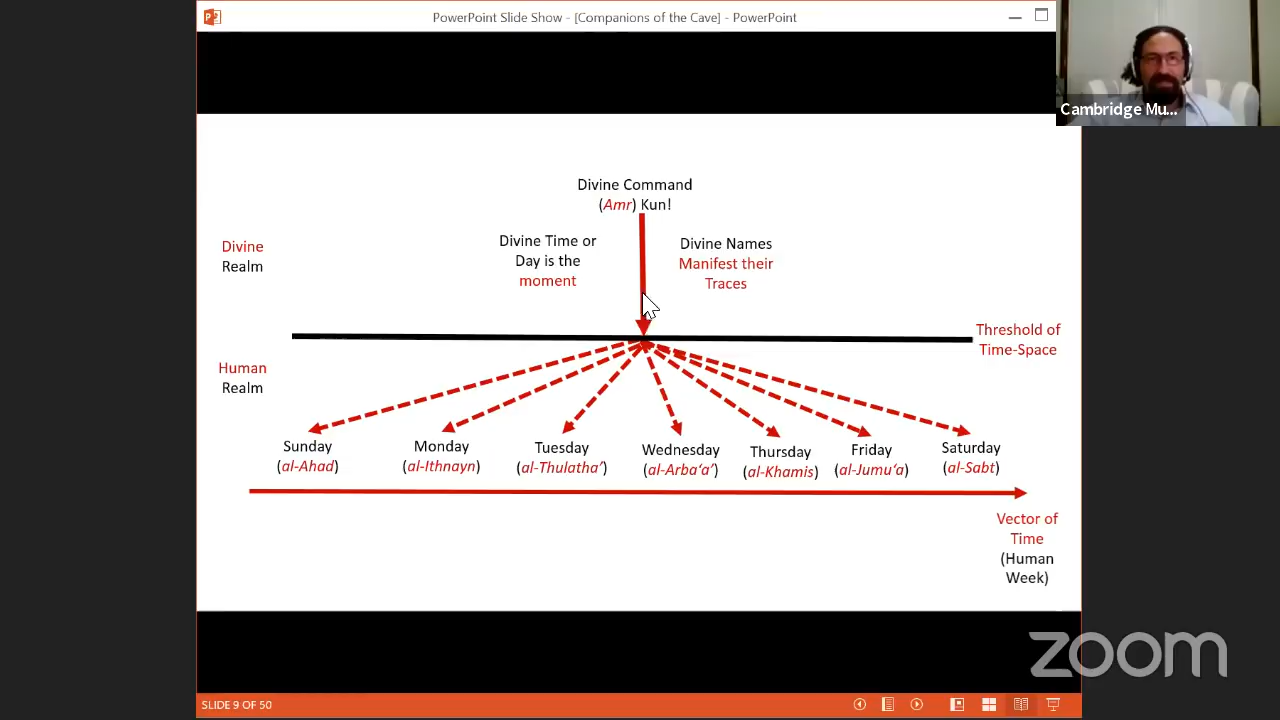 PowerPoint Slide Show - [Companions of the Cave] - PowerPoint
Cambridge Mu...
Divine Command
(Amr) Kun!
Divine Time or
Day is the
moment
Divine Names
Manifest their
Traces
Divine
Realm
Threshold of
Time-Space
Human
Realm
Sunday
(al-Ahad)
Monday
(al-Ithnayn)
Tuesday
(al-Thulatha’)
Wednesday
(al-Arba‘a’)
Thursday
(al-Khamis)
Friday
(al-Jumu‘a)
Saturday
(al-Sabt)
Vector of
Time
(Human
Week)
zoom
SLIDE 9 OF 50